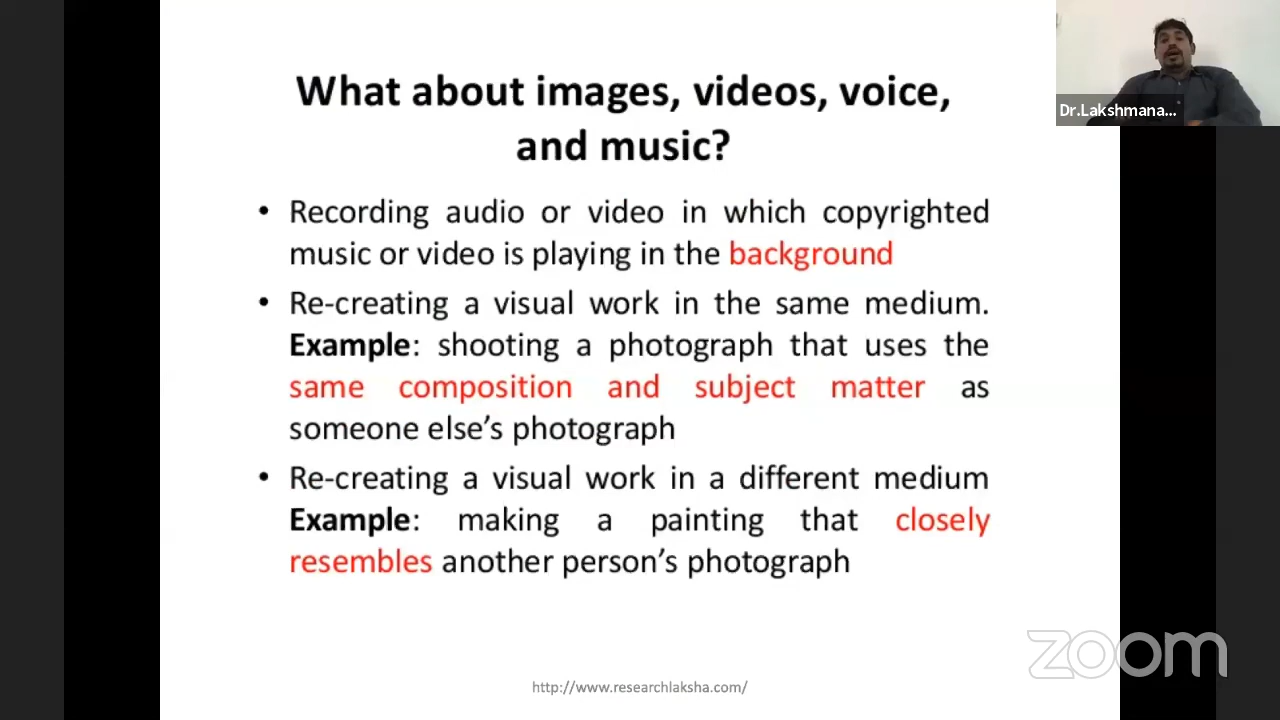 What about images, videos, voice,
and music?
• Recording audio or video in which copyrighted
music or video is playing in the background
• Re-creating a visual work in the same medium.
Example: shooting a photograph that uses the
same composition and subject matter as
someone else’s photograph
• Re-creating a visual work in a different medium
Example: making a painting that closely
resembles another person’s photograph
http://www.researchlaksha.com/
Dr.Lakshmana...
zoom